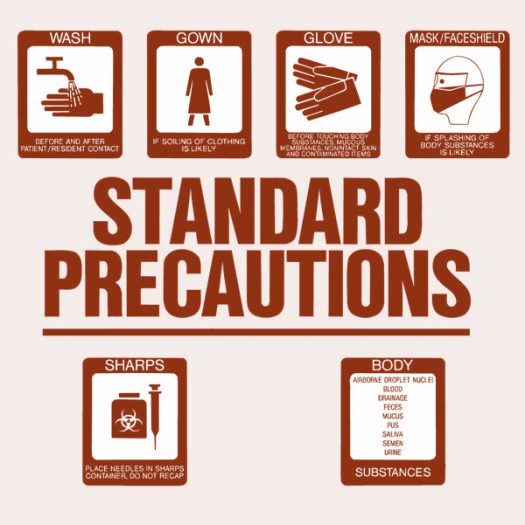 WASH
BEFORE AND AFTER
PATIENT/RESIDENT CONTACT
GOWN
IF SOILING OF CLOTHING
IS LIKELY
GLOVE
BEFORE TOUCHING BODY
SUBSTANCES, MUCOUS
MEMBRANES, NONINTACT SKIN
AND CONTAMINATED ITEMS
MASK/FACESHIELD
IF SPLASHING OF
BODY SUBSTANCES
IS LIKELY
STANDARD
PRECAUTIONS
SHARPS
PLACE NEEDLES IN SHARPS
CONTAINER, DO NOT RECAP
BODY
AIRBORNE DROPLET NUCLEI
BLOOD
DRAINAGE
FECES
MUCUS
PUS
SALIVA
SEMEN
URINE
SUBSTANCES